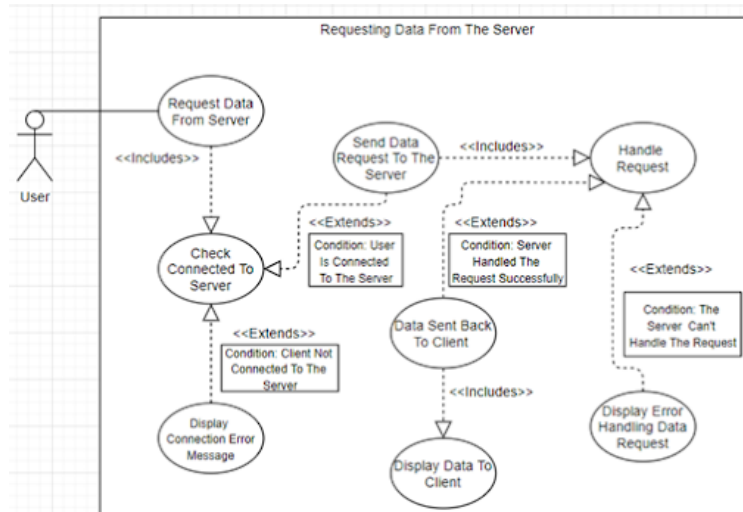 Requesting Data From The Server
Request Data
From Server
User
<<Includes>>
Send Data
Request To The
Server
<<Includes>>
Handle
Request
Check
Connected To
Server
<<Extends>>
Condition: User
Is Connected
To The Server
<<Extends>>
Condition: Server
Handled The
Request Successfully
<<Extends>>
Condition: The
Server Can't
Handle The Request
<<Extends>>
Condition: Client Not
Connected To The
Server
Data Sent Back
To Client
<<Includes>>
Display
Connection Error
Message
Display Data To
Client
Display Error
Handling Data
Request